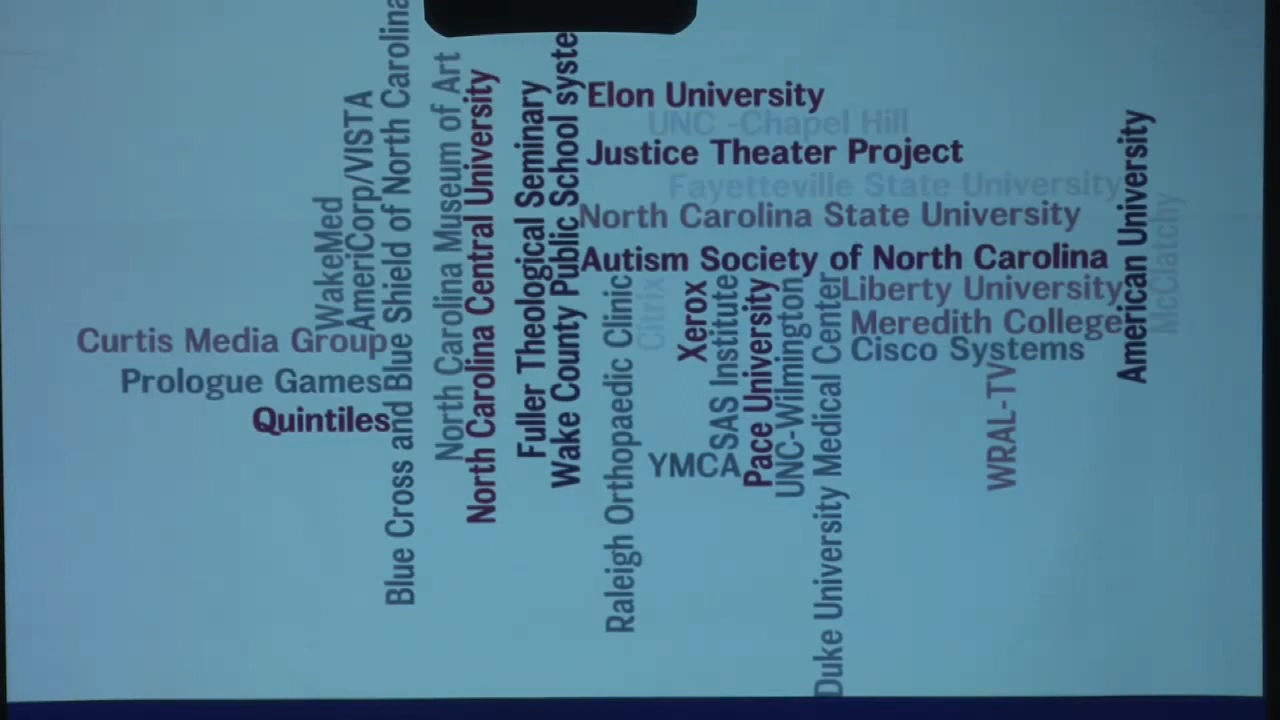 Elon University
UNC -Chapel Hill
Justice Theater Project
Fayetteville State University
North Carolina State University
Autism Society of North Carolina
Liberty University
Meredith College
Cisco Systems
Curtis Media Group
Prologue Games
Quintiles
YMCA
WakeMed
AmeriCorp/VISTA
Blue Cross and Blue Shield of North Carolina
North Carolina Museum of Art
North Carolina Central University
Fuller Theological Seminary
Wake County Public School syste
Raleigh Orthopaedic Clinic
Citrix
Xerox
SAS Institute
Pace University
UNC-Wilmington
Duke University Medical Center
WRAL-TV
American University
McClatchy